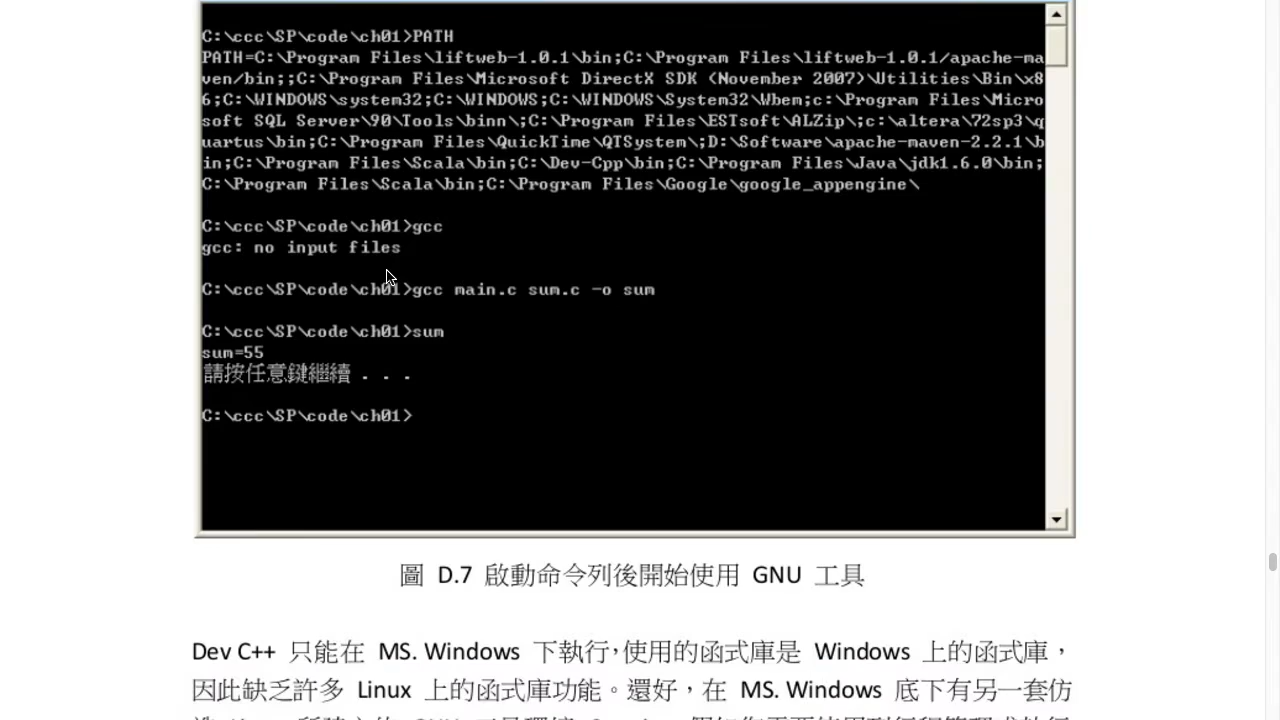 C:\ccc\SP\code\ch01>PATH
PATH=C:\Program Files\liftweb-1.0.1\bin;C:\Program Files\liftweb-1.0.1/apache-ma
ven/bin;;C:\Program Files\Microsoft DirectX SDK (November 2007)\Utilities\Bin\x8
6;C:\WINDOWS\system32;C:\WINDOWS;C:\WINDOWS\System32\Wbem;c:\Program Files\Micro
soft SQL Server\90\Tools\binn\;C:\Program Files\ESTsoft\ALZip\;c:\altera\72sp3\q
uartus\bin;C:\Program Files\QuickTime\QTSystem\;D:\Software\apache-maven-2.2.1\b
in;C:\Program Files\Scala\bin;C:\Dev-Cpp\bin;C:\Program Files\Java\jdk1.6.0\bin;
C:\Program Files\Scala\bin;C:\Program Files\Google\google_appengine\
C:\ccc\SP\code\ch01>gcc
gcc: no input files
C:\ccc\SP\code\ch01>gcc main.c sum.c -o sum
C:\ccc\SP\code\ch01>sum
sum=55
請按任意鍵繼續 . . .
C:\ccc\SP\code\ch01>
圖 D.7 啟動命令列後開始使用 GNU 工具
Dev C++ 只能在 MS. Windows 下執行，使用的函式庫是 Windows 上的函式庫，
因此缺乏許多 Linux 上的函式庫功能。還好，在 MS. Windows 底下有另一套仿